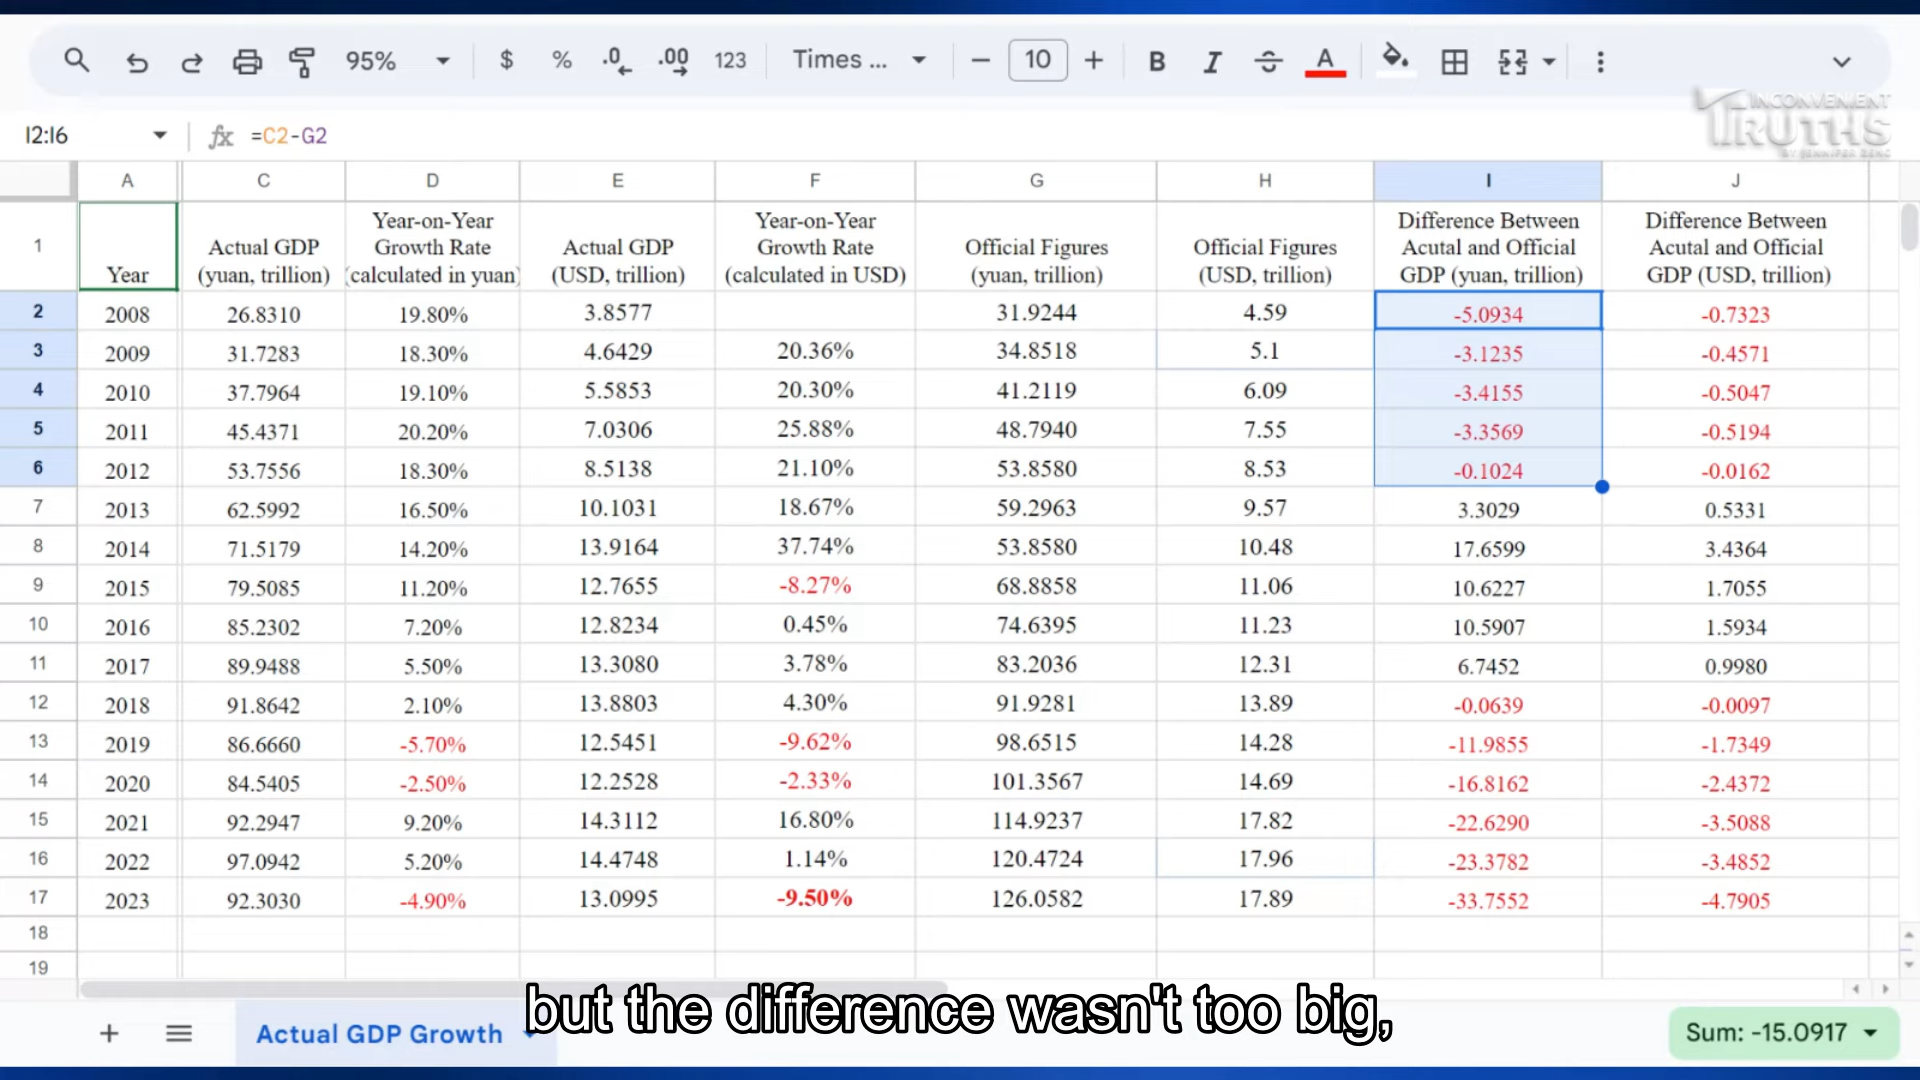 95% $ % .0 .00 123 Times ... 10 B I A
INCONVENIENT
TRUTHS
BY JENNIFER ZENG
I2:I6 fx =C2-G2
A C D E F G H I J
1 Year Actual GDP (yuan, trillion) Year-on-Year Growth Rate (calculated in yuan) Actual GDP (USD, trillion) Year-on-Year Growth Rate (calculated in USD) Official Figures (yuan, trillion) Official Figures (USD, trillion) Difference Between Acutal and Official GDP (yuan, trillion) Difference Between Acutal and Official GDP (USD, trillion)
2 2008 26.8310 19.80% 3.8577 31.9244 4.59 -5.0934 -0.7323
3 2009 31.7283 18.30% 4.6429 20.36% 34.8518 5.1 -3.1235 -0.4571
4 2010 37.7964 19.10% 5.5853 20.30% 41.2119 6.09 -3.4155 -0.5047
5 2011 45.4371 20.20% 7.0306 25.88% 48.7940 7.55 -3.3569 -0.5194
6 2012 53.7556 18.30% 8.5138 21.10% 53.8580 8.53 -0.1024 -0.0162
7 2013 62.5992 16.50% 10.1031 18.67% 59.2963 9.57 3.3029 0.5331
8 2014 71.5179 14.20% 13.9164 37.74% 53.8580 10.48 17.6599 3.4364
9 2015 79.5085 11.20% 12.7655 -8.27% 68.8858 11.06 10.6227 1.7055
10 2016 85.2302 7.20% 12.8234 0.45% 74.6395 11.23 10.5907 1.5934
11 2017 89.9488 5.50% 13.3080 3.78% 83.2036 12.31 6.7452 0.9980
12 2018 91.8642 2.10% 13.8803 4.30% 91.9281 13.89 -0.0639 -0.0097
13 2019 86.6660 -5.70% 12.5451 -9.62% 98.6515 14.28 -11.9855 -1.7349
14 2020 84.5405 -2.50% 12.2528 -2.33% 101.3567 14.69 -16.8162 -2.4372
15 2021 92.2947 9.20% 14.3112 16.80% 114.9237 17.82 -22.6290 -3.5088
16 2022 97.0942 5.20% 14.4748 1.14% 120.4724 17.96 -23.3782 -3.4852
17 2023 92.3030 -4.90% 13.0995 -9.50% 126.0582 17.89 -33.7552 -4.7905
18
19
but the difference wasn't too big,
Actual GDP Growth
Sum: -15.0917